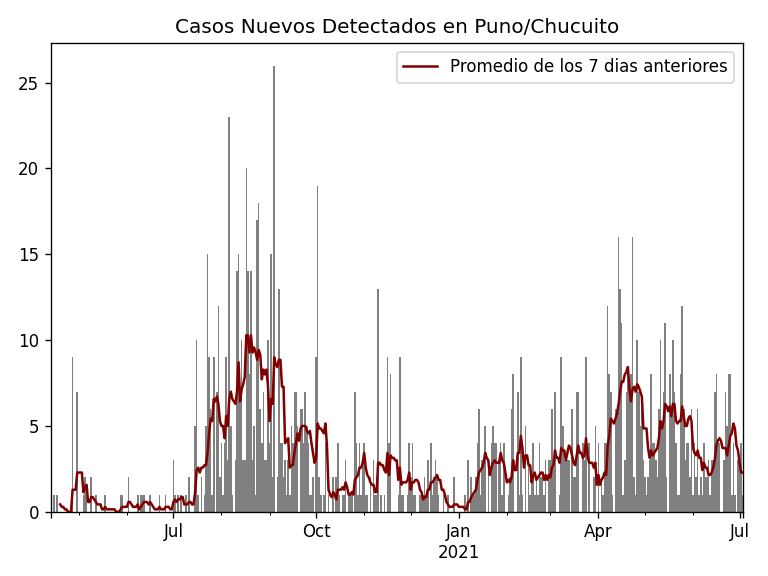 Casos Nuevos Detectados en Puno/Chucuito
Promedio de los 7 dias anteriores
25
20
15
10
5
0
Jul
Oct
Jan
2021
Apr
Jul